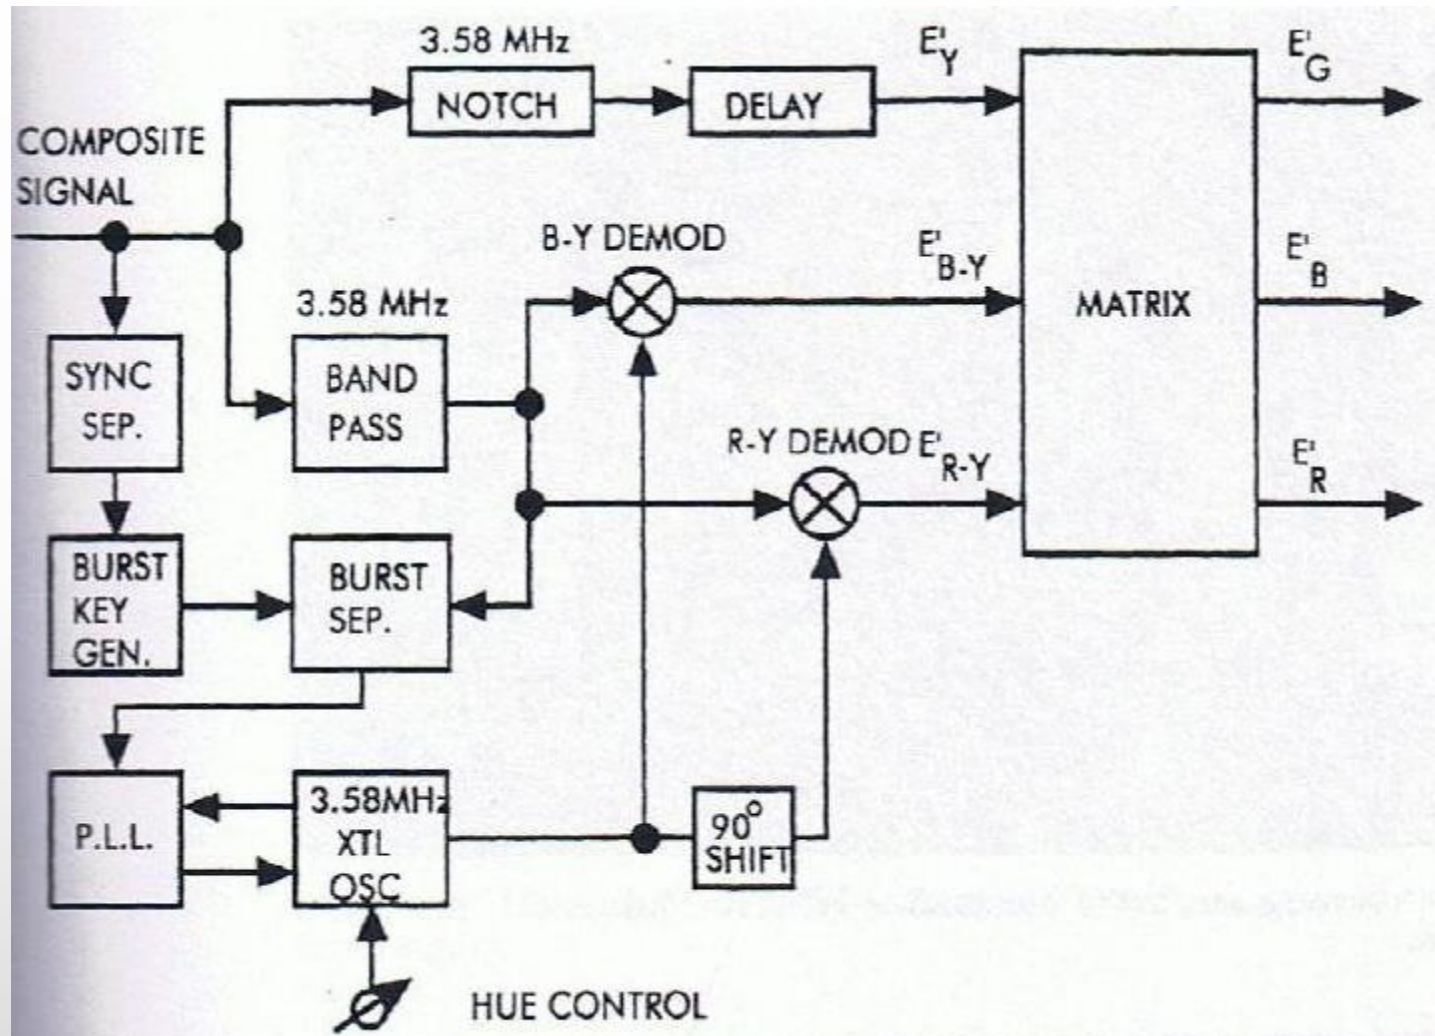 3.58 MHz
NOTCH
DELAY
E'Y
E'G
COMPOSITE
SIGNAL
B-Y DEMOD
E'B-Y
E'B
3.58 MHz
MATRIX
SYNC
SEP.
BAND
PASS
R-Y DEMOD
E'R-Y
E'R
BURST
KEY
GEN.
BURST
SEP.
P.L.L.
3.58MHz
XTL
OSC
90°
SHIFT
HUE CONTROL